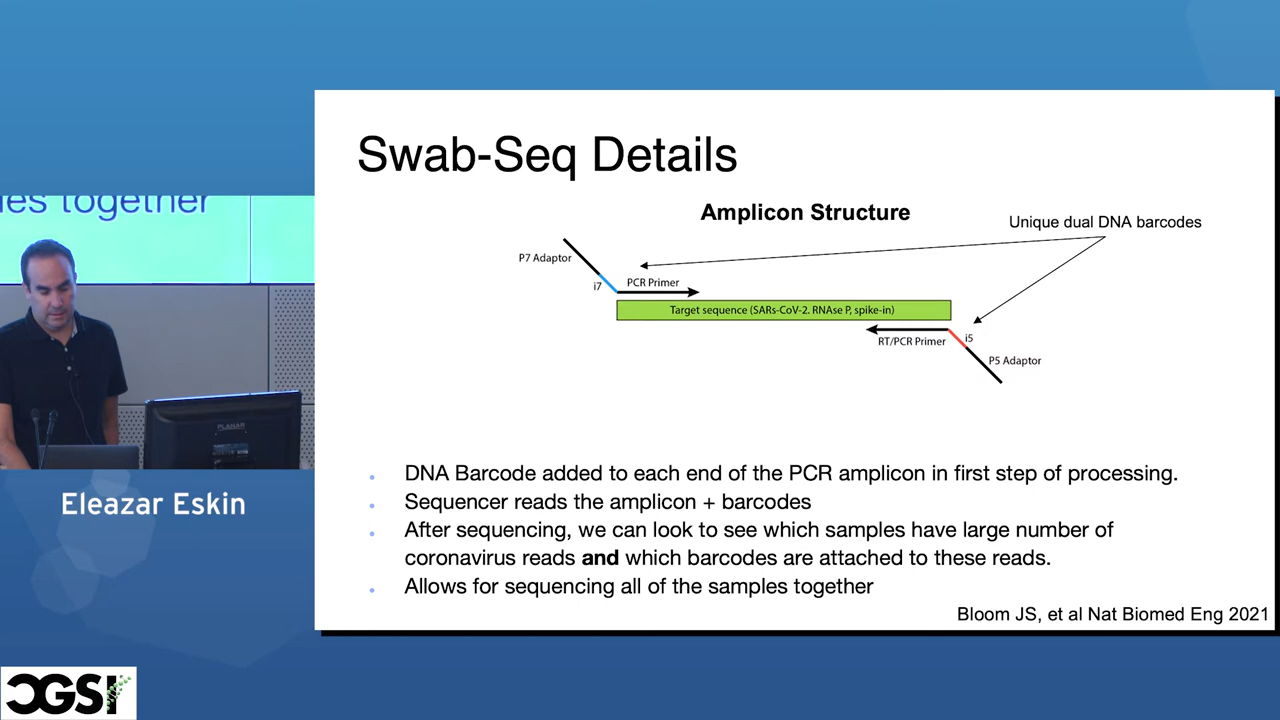 ies together
PLANAR
Eleazar Eskin
CGSI
Swab-Seq Details
Amplicon Structure
Unique dual DNA barcodes
P7 Adaptor
i7
PCR Primer
Target sequence (SARs-CoV-2. RNAse P, spike-in)
RT/PCR Primer
i5
P5 Adaptor
DNA Barcode added to each end of the PCR amplicon in first step of processing.
Sequencer reads the amplicon + barcodes
After sequencing, we can look to see which samples have large number of
coronavirus reads and which barcodes are attached to these reads.
Allows for sequencing all of the samples together
Bloom JS, et al Nat Biomed Eng 2021